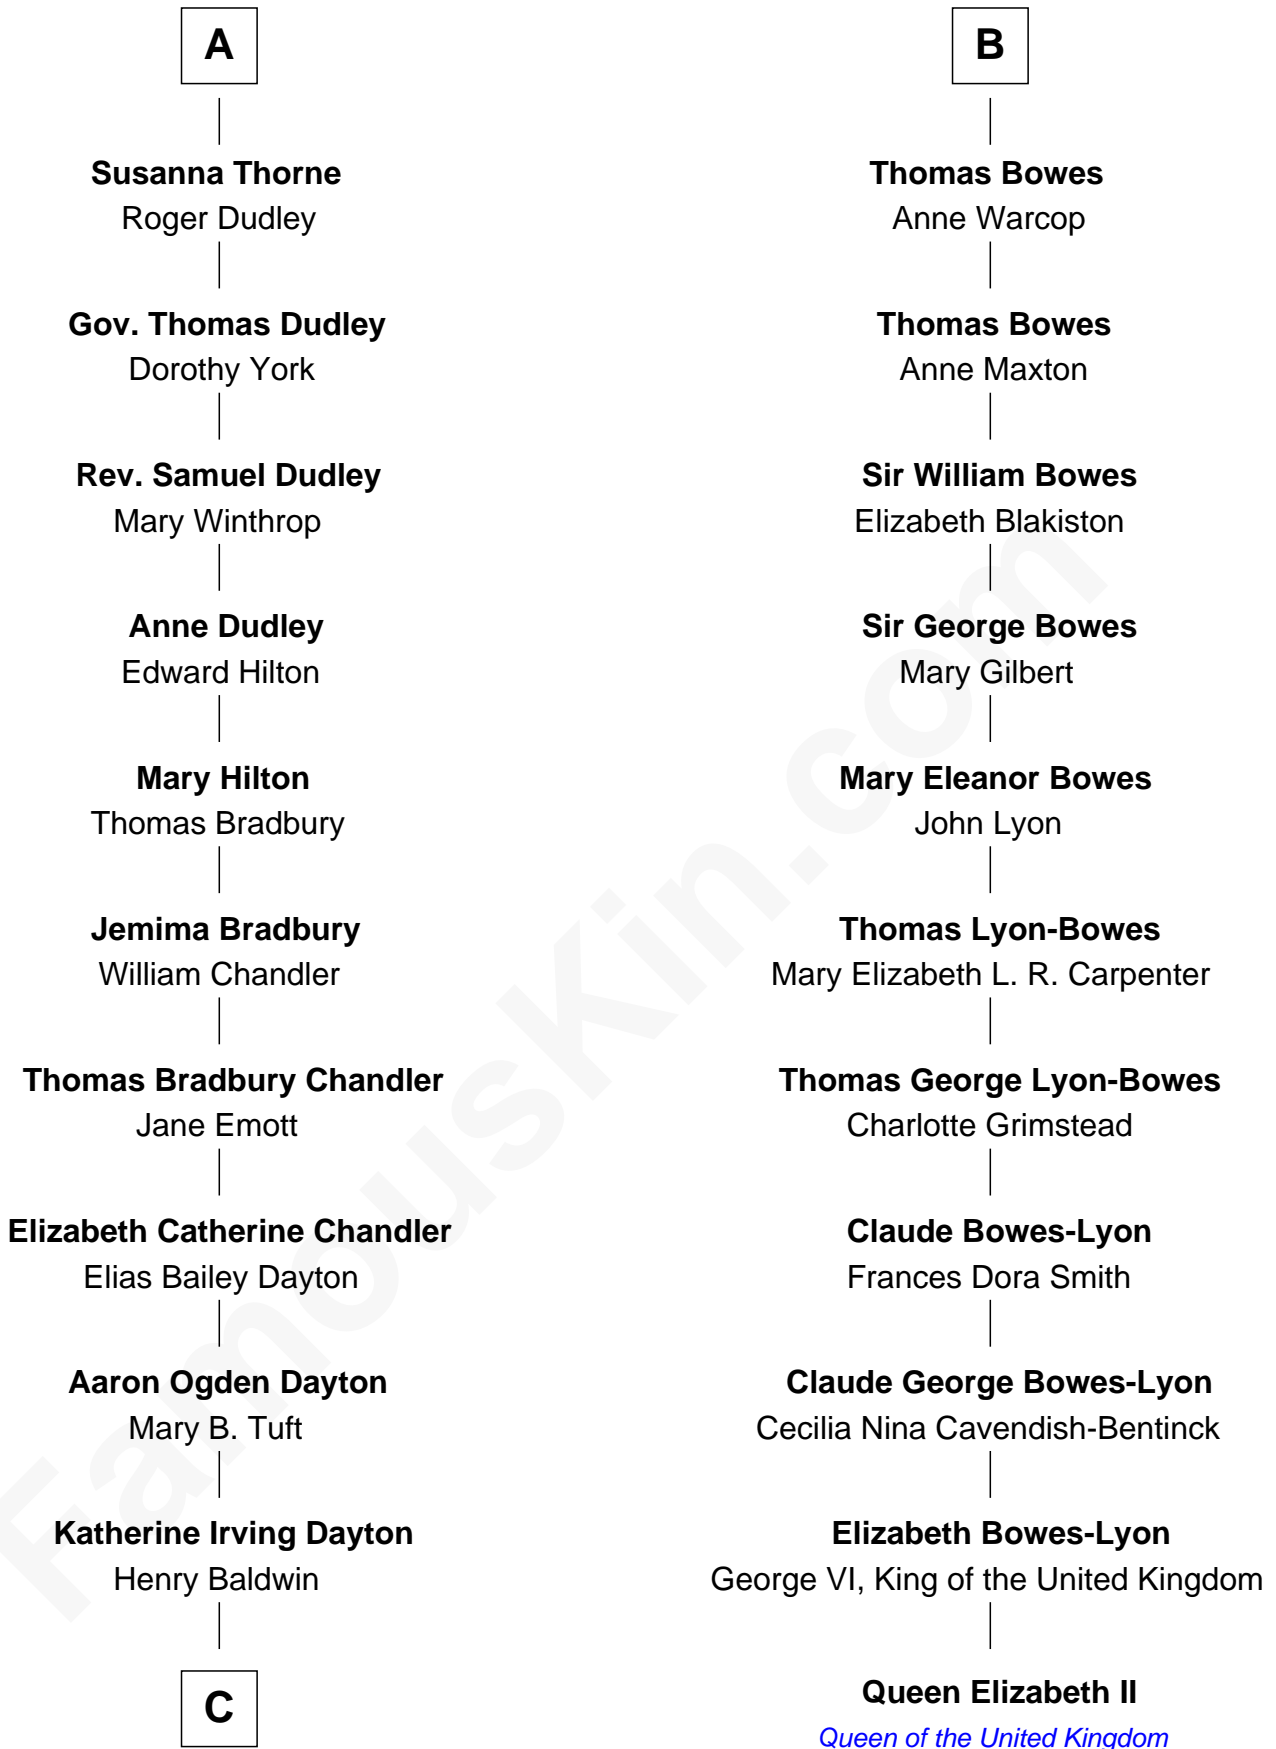 A
Susanna Thorne
Roger Dudley
Gov. Thomas Dudley
Dorothy York
Rev. Samuel Dudley
Mary Winthrop
Anne Dudley
Edward Hilton
Mary Hilton
Thomas Bradbury
Jemima Bradbury
William Chandler
Thomas Bradbury Chandler
Jane Emott
Elizabeth Catherine Chandler
Elias Bailey Dayton
Aaron Ogden Dayton
Mary B. Tuft
Katherine Irving Dayton
Henry Baldwin
C
B
Thomas Bowes
Anne Warcop
Thomas Bowes
Anne Maxton
Sir William Bowes
Elizabeth Blakiston
Sir George Bowes
Mary Gilbert
Mary Eleanor Bowes
John Lyon
Thomas Lyon-Bowes
Mary Elizabeth L. R. Carpenter
Thomas George Lyon-Bowes
Charlotte Grimstead
Claude Bowes-Lyon
Frances Dora Smith
Claude George Bowes-Lyon
Cecilia Nina Cavendish-Bentinck
Elizabeth Bowes-Lyon
George VI, King of the United Kingdom
Queen Elizabeth II
Queen of the United Kingdom
FamousKin.com